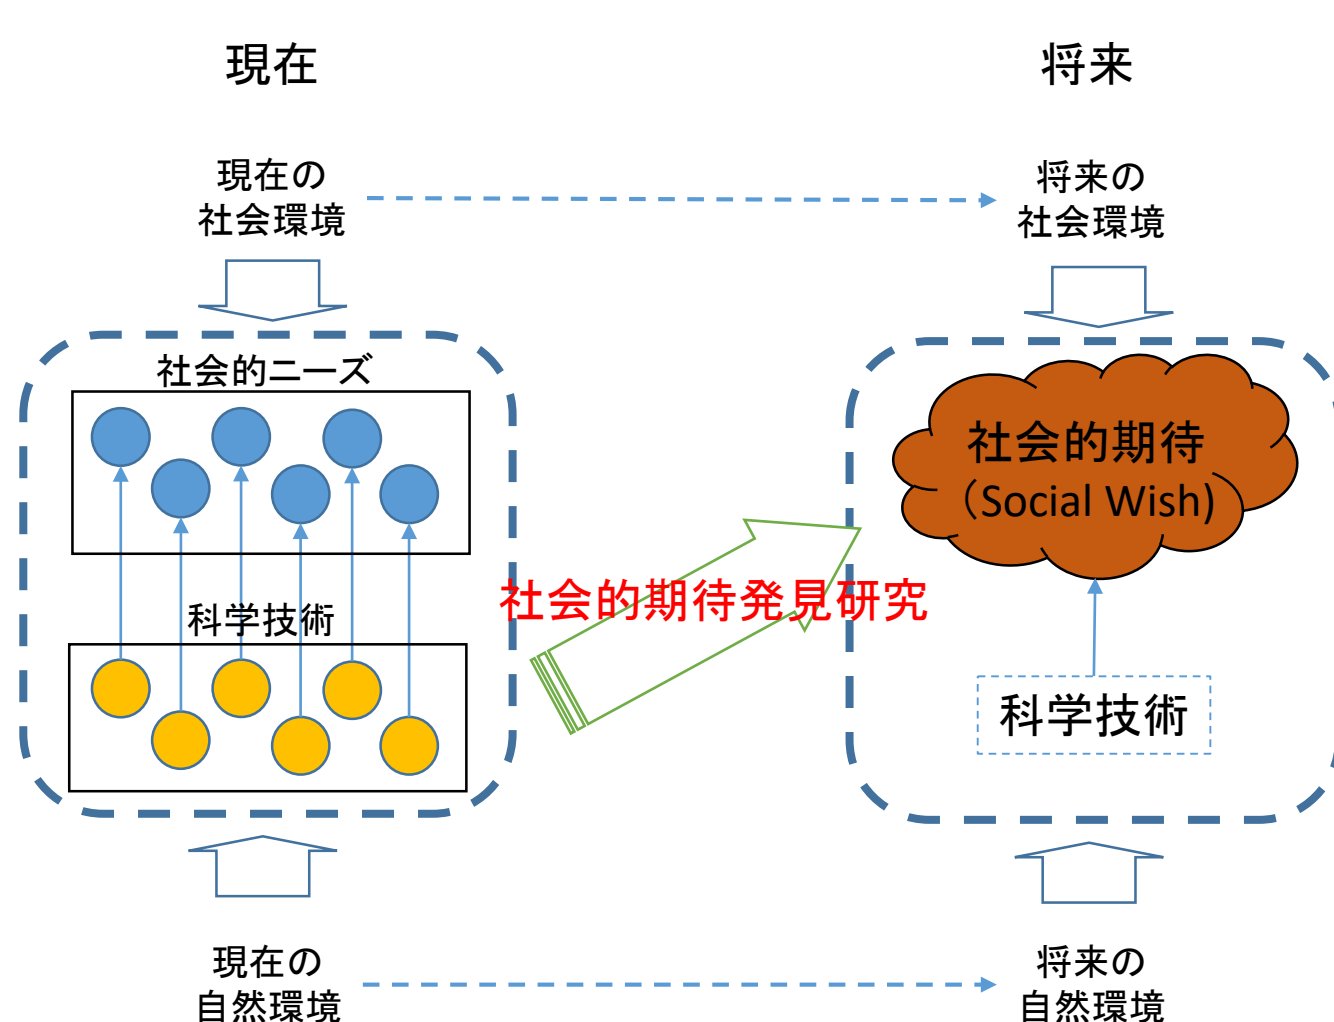 現在
将来
現在の
社会環境
将来の
社会環境
社会的ニーズ
社会的期待
（Social Wish)
社会的期待発見研究
科学技術
科学技術
現在の
自然環境
将来の
自然環境